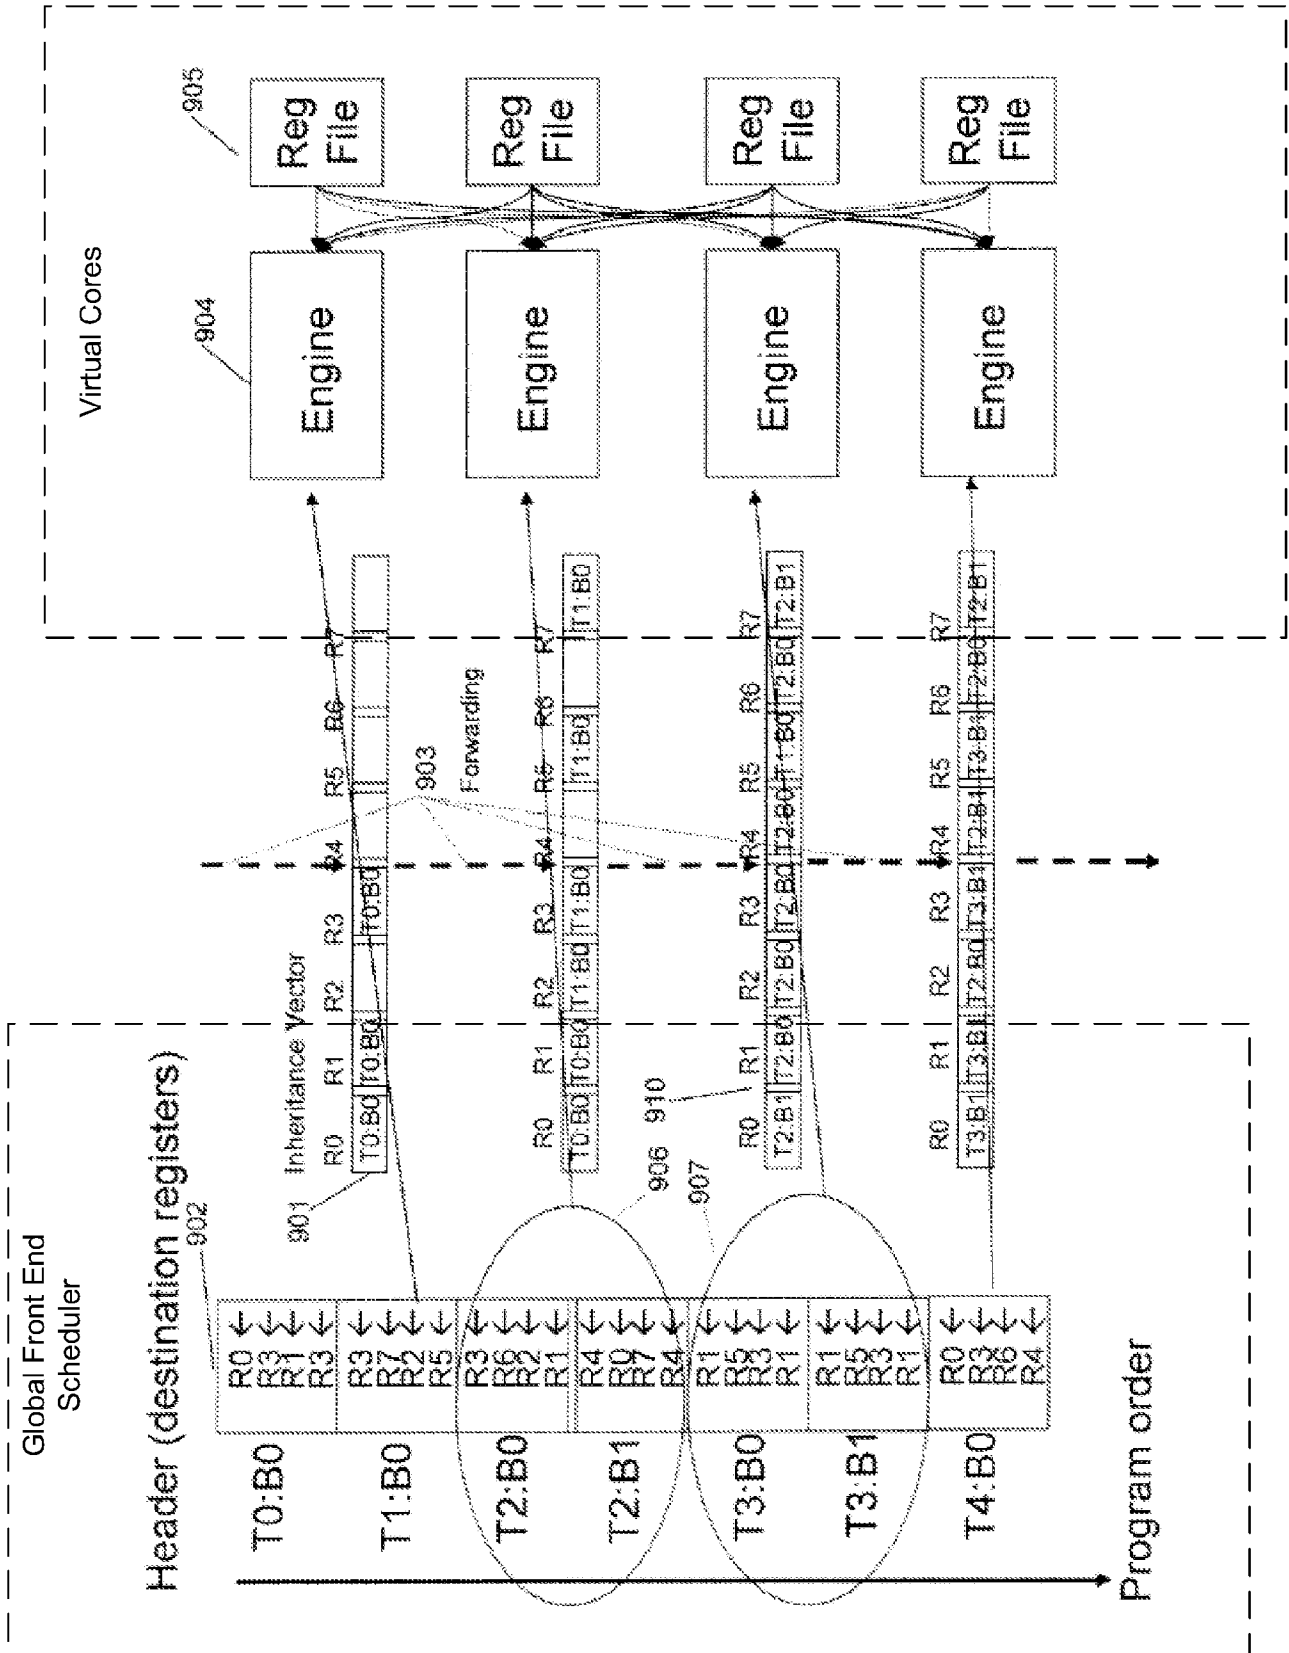 Global Front End
Scheduler
Header (destination registers)
902
T0:B0
R0←
R3←
R1←
R3←
T1:B0
R3←
R7←
R2←
R5←
T2:B0
R3←
R6←
R2←
R1←
T2:B1
R4←
R0←
R7←
R4←
T3:B0
R1←
R5←
R3←
R1←
T3:B1
R1←
R5←
R3←
R1←
T4:B0
R0←
R3←
R6←
R4←
Program order
906
907
901
Inheritance Vector
R0 R1 R2 R3 R4 R5 R6 R7
T0:B0 T0:B0 T0:B0
903
Forwarding
R0 R1 R2 R3 R4 R5 R6 R7
T0:B0 T0:B0 T1:B0 T1:B0 T1:B0 T1:B0
910
R0 R1 R2 R3 R4 R5 R6 R7
T2:B1 T2:B0 T2:B0 T2:B0 T2:B0 T1:B0 T2:B0 T2:B1
R0 R1 R2 R3 R4 R5 R6 R7
T3:B1 T3:B1 T2:B0 T3:B1 T2:B1 T3:B1 T2:B0 T2:B1
Virtual Cores
904
905
Engine
Reg
File
Engine
Reg
File
Engine
Reg
File
Engine
Reg
File